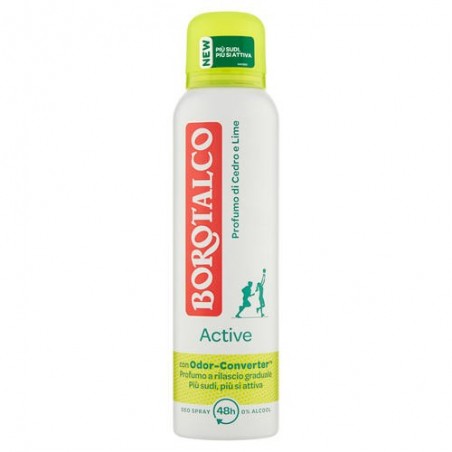 NEW
PIÙ SUDI,
PIÙ SI ATTIVA
BOROTALCO
Profumo di Cedro e Lime
Active
con Odor-Converter™
Profumo a rilascio graduale
Più sudi, più si attiva
DEO SPRAY 48h 0% ALCOOL